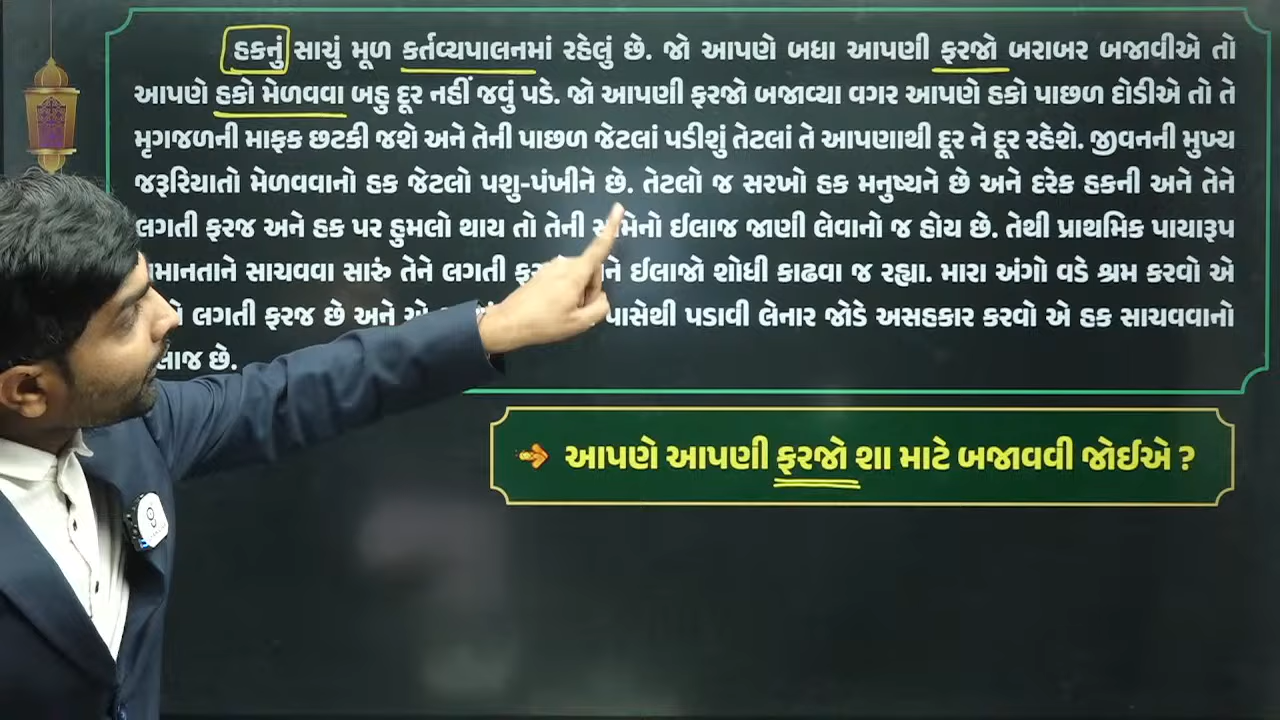 હકનું સાચું મૂળ કર્તવ્યપાલનમાં રહેલું છે. જો આપણે બધા આપણી ફરજો બરાબર બજાવીએ તો
આપણે હકો મેળવવા બહુ દૂર નહીં જવું પડે. જો આપણી ફરજો બજાવ્યા વગર આપણે હકો પાછળ દોડીએ તો તે
મૃગજળની માફક છટકી જશે અને તેની પાછળ જેટલાં પડીશું તેટલાં તે આપણાથી દૂર ને દૂર રહેશે. જીવનની મુખ્ય
જરૂરિયાતો મેળવવાનો હક જેટલો પશુ-પંખીને છે. તેટલો જ સરખો હક મનુષ્યને છે અને દરેક હકની અને તેને
લગતી ફરજ અને હક પર હુમલો થાય તો તેની ઈલાજ જાણી લેવાનો જ હોય છે. તેથી પ્રાથમિક પાયારૂપ
સાચવવા સારું તેને લગતી ઈલાજો શોધી કાઢવા જ રહ્યા. મારા અંગો વડે શ્રમ કરવો એ
લગતી ફરજ છે અને પાસેથી પડાવી લેનાર જોડે અસહકાર કરવો એ હક સાચવવાનો
છે.
આપણે આપણી ફરજો શા માટે બજાવવી જોઈએ ?